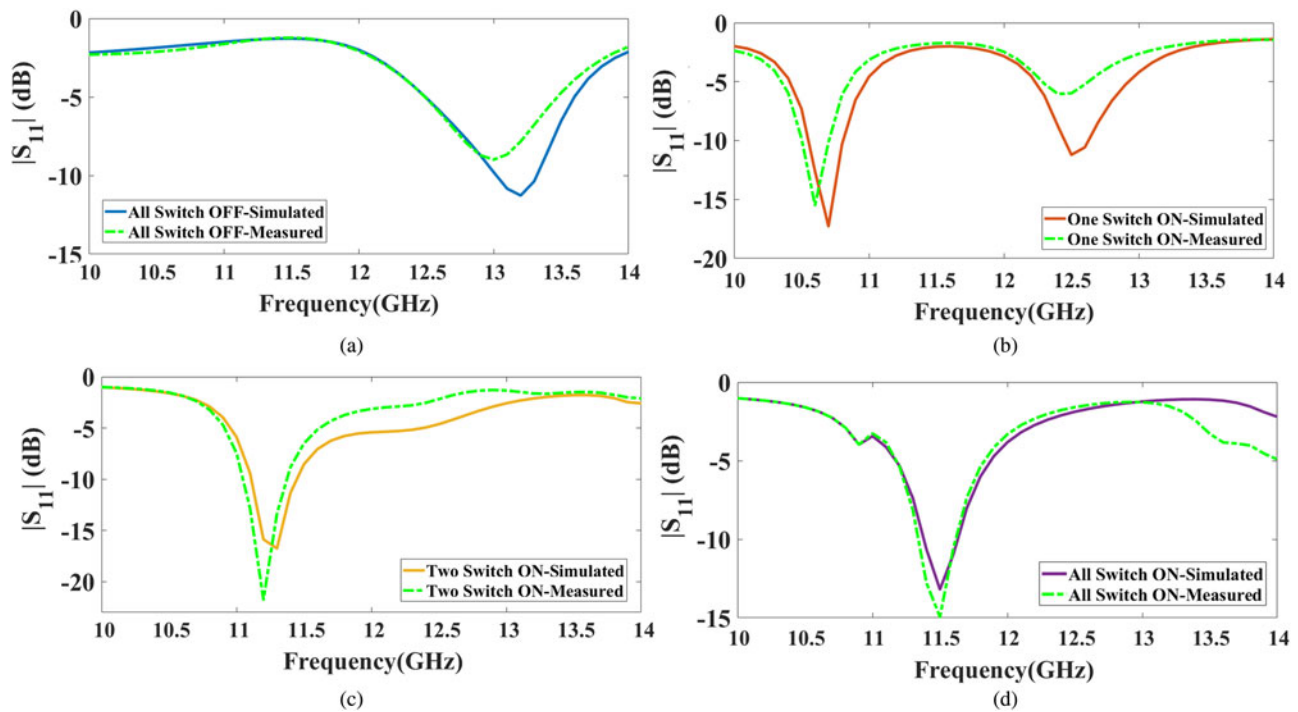 0
-5
-10
-15
|S11| (dB)
All Switch OFF-Simulated
All Switch OFF-Measured
10 10.5 11 11.5 12 12.5 13 13.5 14
Frequency(GHz)
(a)
0
-5
-10
-15
-20
|S11| (dB)
One Switch ON-Simulated
One Switch ON-Measured
10 10.5 11 11.5 12 12.5 13 13.5 14
Frequency(GHz)
(b)
0
-5
-10
-15
-20
|S11| (dB)
Two Switch ON-Simulated
Two Switch ON-Measured
10 10.5 11 11.5 12 12.5 13 13.5 14
Frequency(GHz)
(c)
0
-5
-10
-15
|S11| (dB)
All Switch ON-Simulated
All Switch ON-Measured
10 10.5 11 11.5 12 12.5 13 13.5 14
Frequency(GHz)
(d)